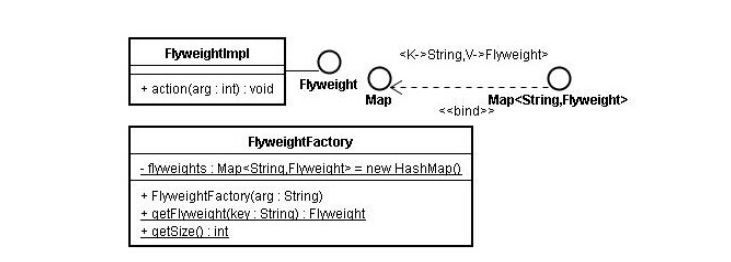 FlyweightImpl
+ action(arg : int) : void
Flyweight
<K->String,V->Flyweight>
Map
Map<String,Flyweight>
<<bind>>
FlyweightFactory
- flyweights : Map<String,Flyweight> = new HashMap()
+ FlyweightFactory(arg : String)
+ getFlyweight(key : String) : Flyweight
+ getSize() : int